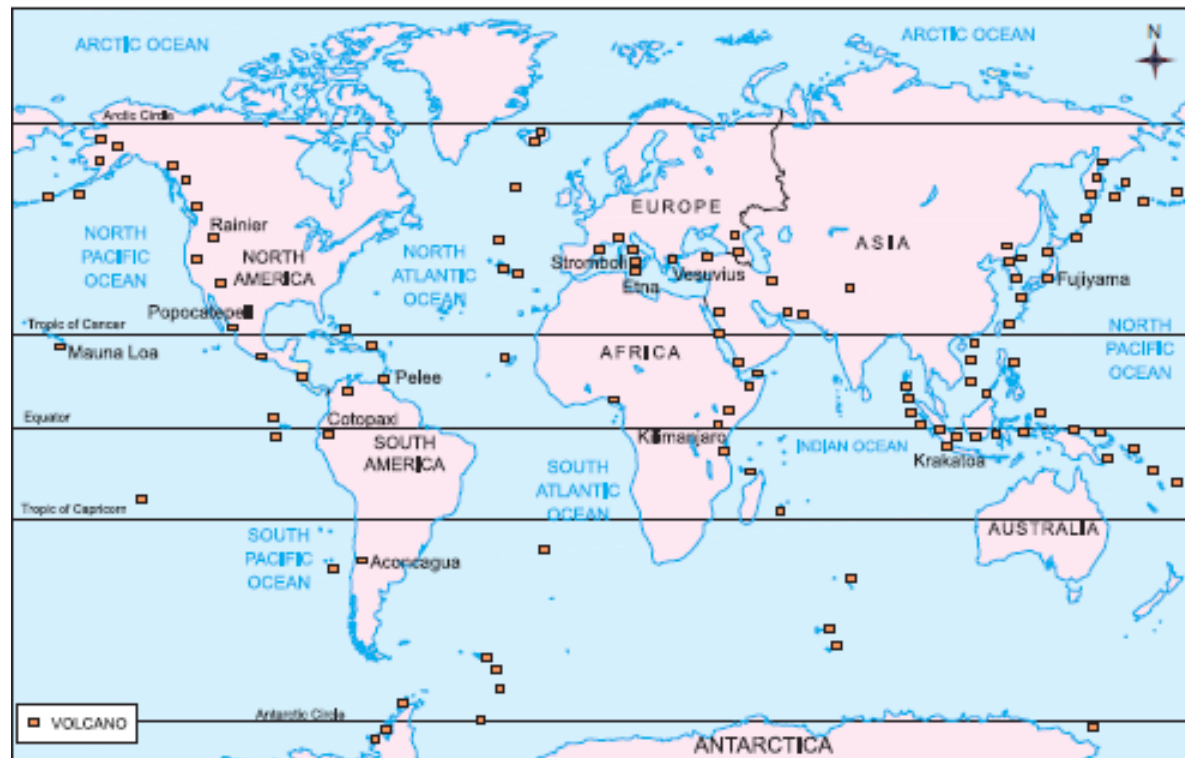 ARCTIC OCEAN
ARCTIC OCEAN
N
Arctic Circle
Rainier
NORTH
PACIFIC
OCEAN
NORTH
AMERICA
NORTH
ATLANTIC
OCEAN
EUROPE
ASIA
Stromboli
Vesuvius
Etna
Fujiyama
Popocatepetl
Tropic of Cancer
Mauna Loa
AFRICA
NORTH
PACIFIC
OCEAN
Pelee
Equator
Cotopaxi
SOUTH
AMERICA
Kilimanjaro
INDIAN OCEAN
Krakatoa
SOUTH
ATLANTIC
OCEAN
Tropic of Capricorn
AUSTRALIA
SOUTH
PACIFIC
OCEAN
Aconcagua
Antarctic Circle
VOLCANO
ANTARCTICA